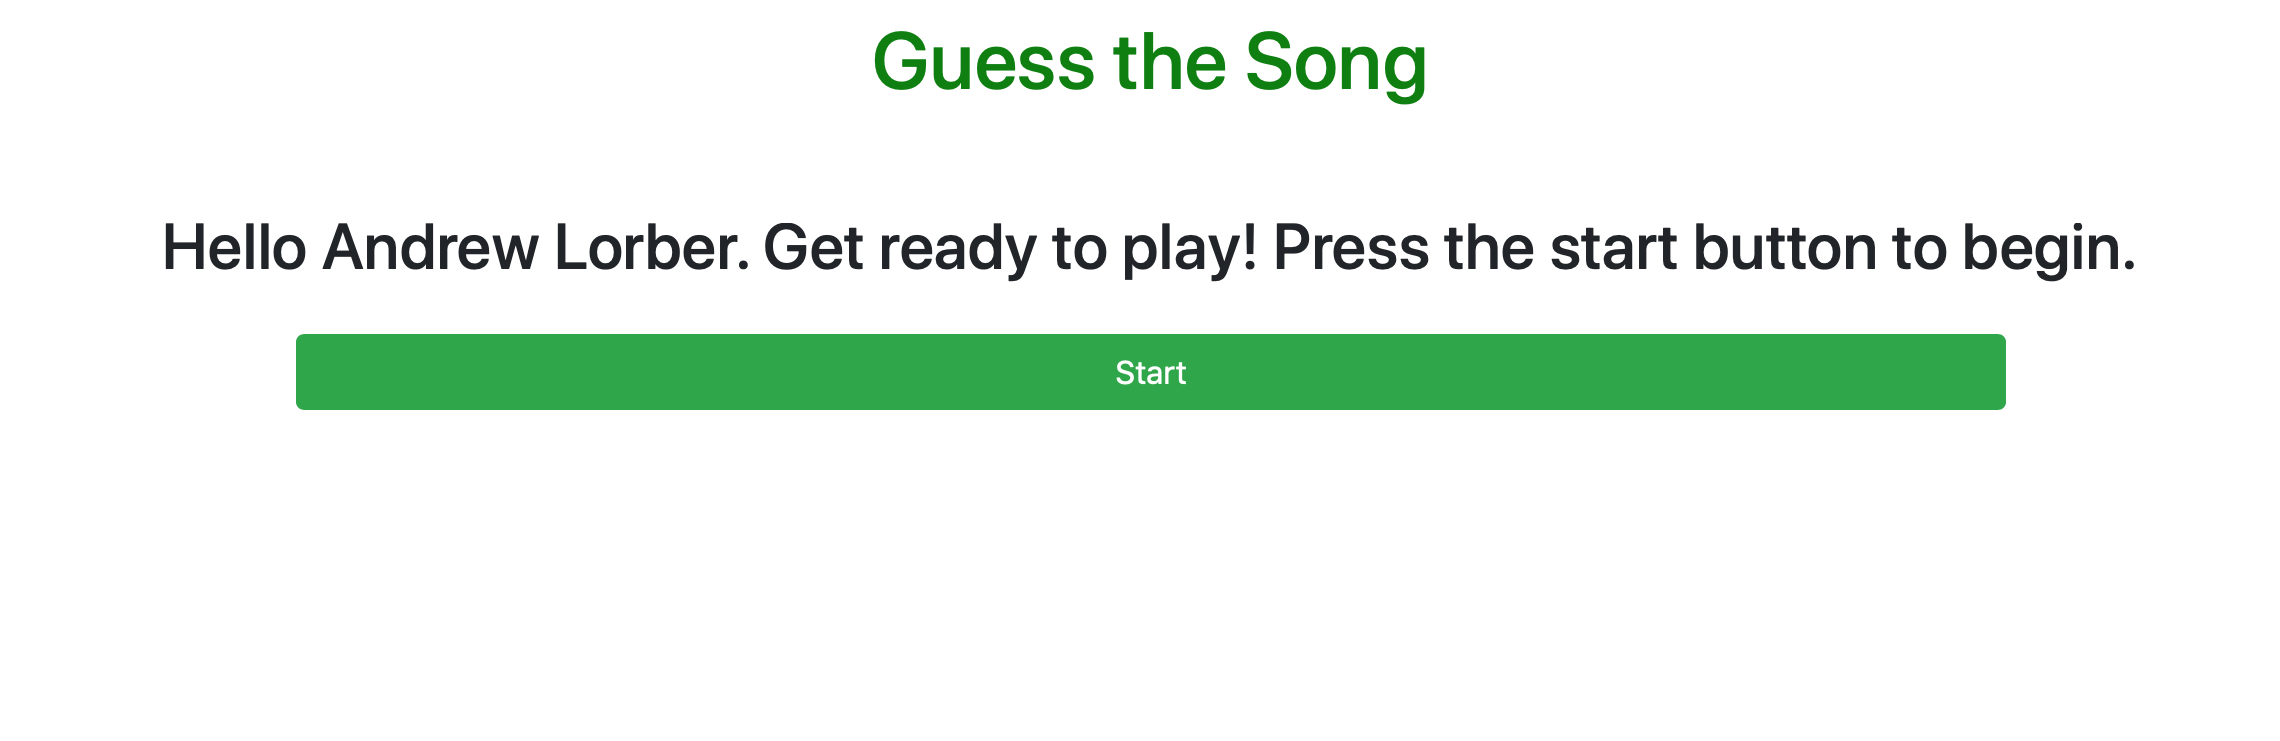 Guess the Song
Hello Andrew Lorber. Get ready to play! Press the start button to begin.
Start